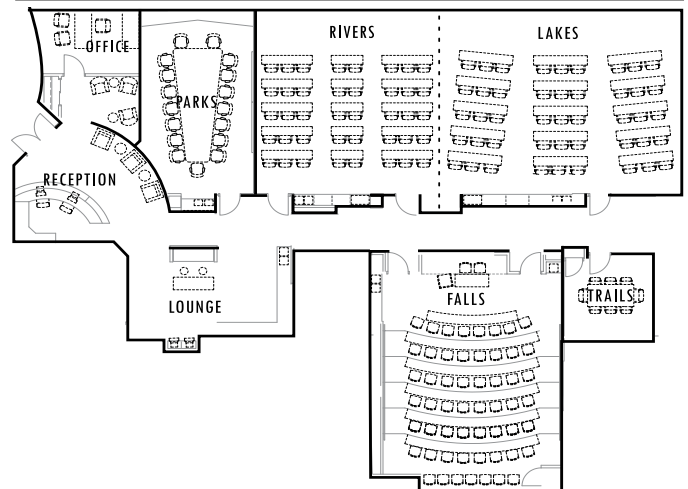 RIVERS
LAKES
OFFICE
PARKS
RECEPTION
LOUNGE
FALLS
TRAILS